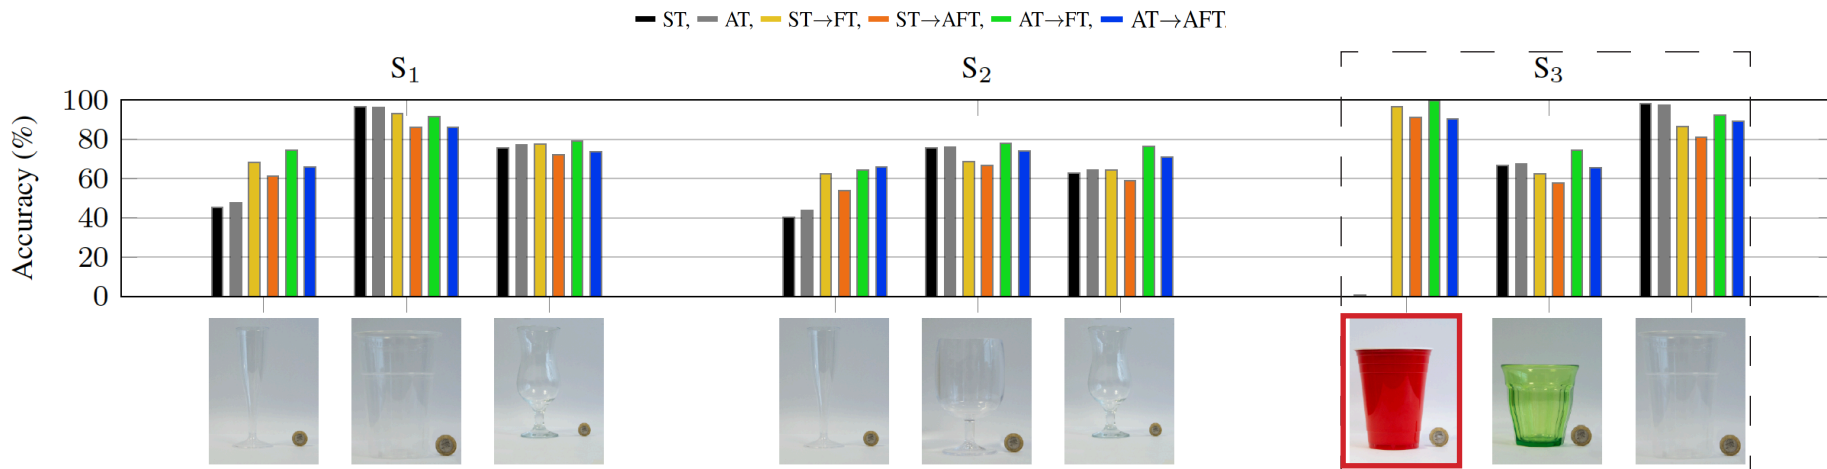 ST, AT, ST→FT, ST→AFT, AT→FT, AT→AFT.
S₁ S₂ S₃
Accuracy (%)
100
80
60
40
20
0